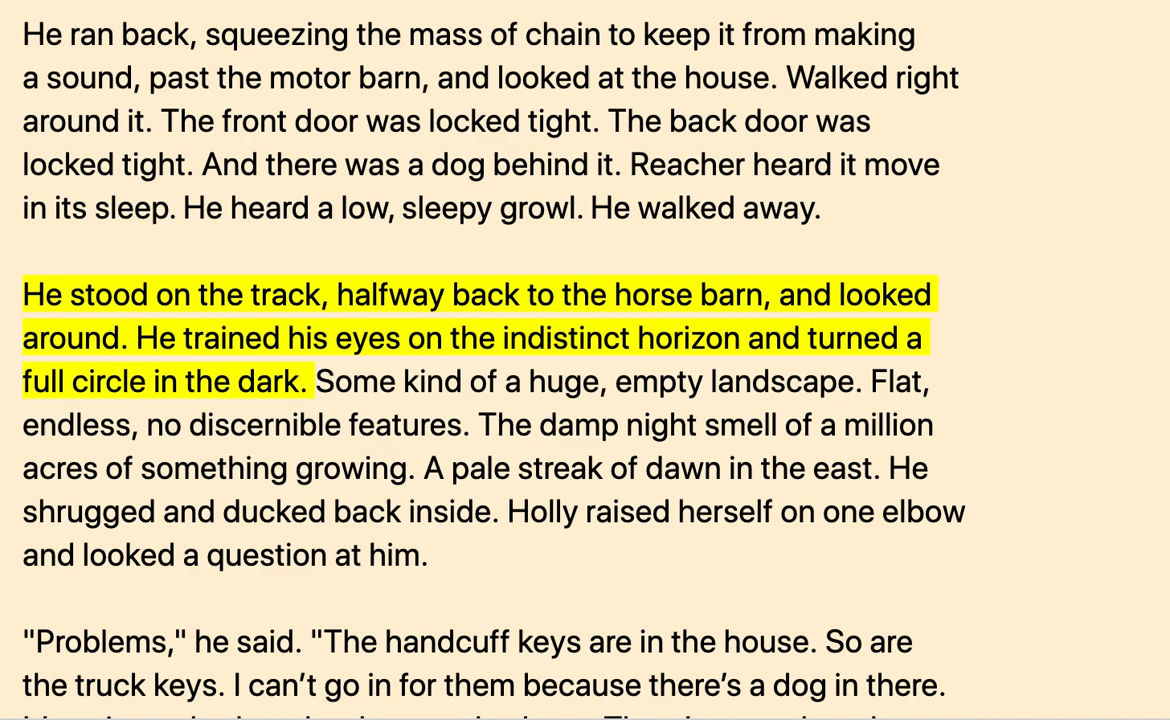 He ran back, squeezing the mass of chain to keep it from making
a sound, past the motor barn, and looked at the house. Walked right
around it. The front door was locked tight. The back door was
locked tight. And there was a dog behind it. Reacher heard it move
in its sleep. He heard a low, sleepy growl. He walked away.
He stood on the track, halfway back to the horse barn, and looked
around. He trained his eyes on the indistinct horizon and turned a
full circle in the dark. Some kind of a huge, empty landscape. Flat,
endless, no discernible features. The damp night smell of a million
acres of something growing. A pale streak of dawn in the east. He
shrugged and ducked back inside. Holly raised herself on one elbow
and looked a question at him.
"Problems," he said. "The handcuff keys are in the house. So are
the truck keys. I can’t go in for them because there’s a dog in there.